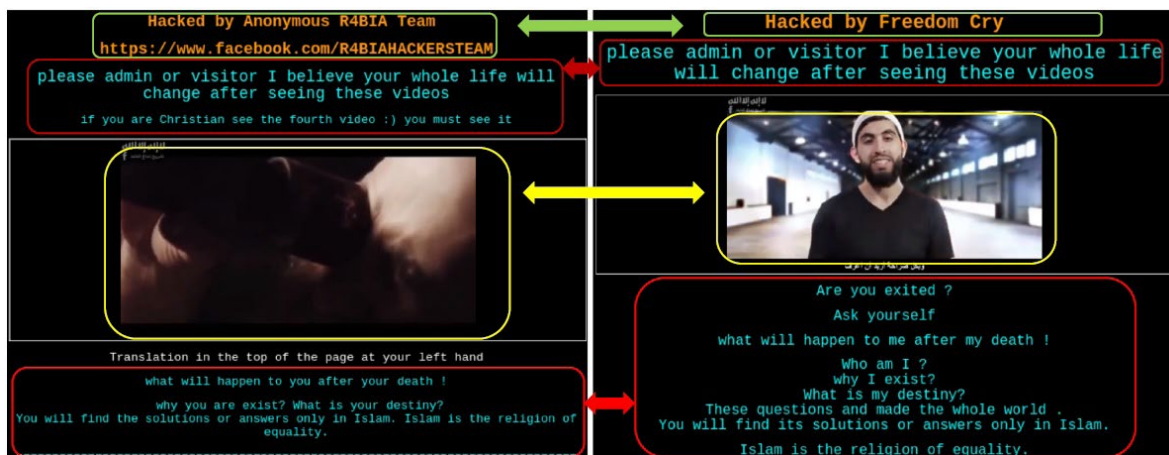 Hacked by Anonymous R4BIA Team
https://www.facebook.com/R4BIAHACKERSTEAM
please admin or visitor I believe your whole life will
change after seeing these videos
if you are Christian see the fourth video :) you must see it
Translation in the top of the page at your left hand
what will happen to you after your death !
why you are exist? What is your destiny?
You will find the solutions or answers only in Islam. Islam is the religion of
equality.
Hacked by Freedom Cry
please admin or visitor I believe your whole life
will change after seeing these videos
وبكل صراحة أريد أن أعرف
Are you exited ?
Ask yourself
what will happen to me after my death !
Who am I ?
why I exist?
What is my destiny?
These questions and made the whole world .
You will find its solutions or answers only in Islam.
Islam is the religion of equality.